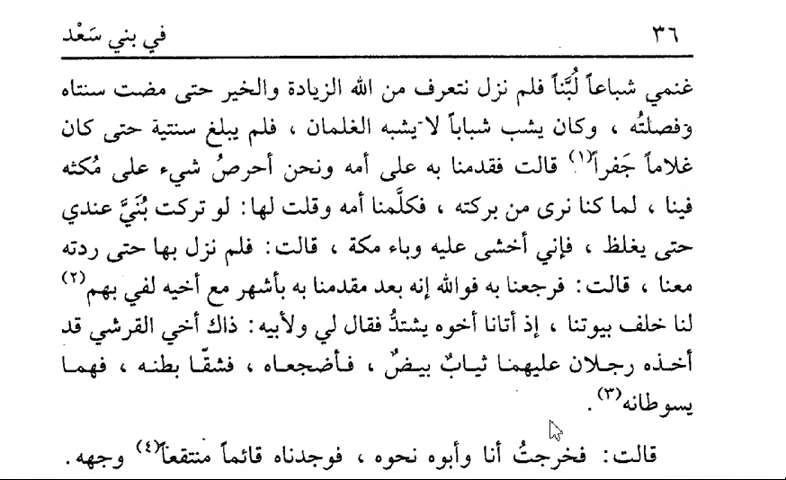 ٣٦ في بني سَعْد
غنمي شباعاً لُبَّناً فلم نزل نتعرف من الله الزيادة والخير حتى مضت سنتاه
وفصلتُه ، وكان يشب شباباً لا يشبه الغلمان ، فلم يبلغ سنتية حتى كان
غلاماً جَفراً(١) قالت فقدمنا به على أمه ونحن أحرصُ شيء على مُكثه
فينا ، لما كنا نرى من بركته ، فكلَّمنا أمه وقلت لها: لو تركت بُنَيَّ عندي
حتى يغلظ ، فإني أخشى عليه وباء مكة ، قالت: فلم نزل بها حتى ردته
معنا ، قالت: فرجعنا به فوالله إنه بعد مقدمنا به بأشهر مع أخيه لفي بهم(٢)
لنا خلف بيوتنا ، إذ أتانا أخوه يشتدُّ فقال لي ولأبيه: ذاك أخي القرشي قد
أخذه رجلان عليهما ثيابٌ بيضٌ ، فأضجعاه ، فشقّا بطنه ، فهما
يسوطانه(٣) .
قالت: فخرجتُ أنا وأبوه نحوه ، فوجدناه قائماً منتقعاً(٤) وجهه.